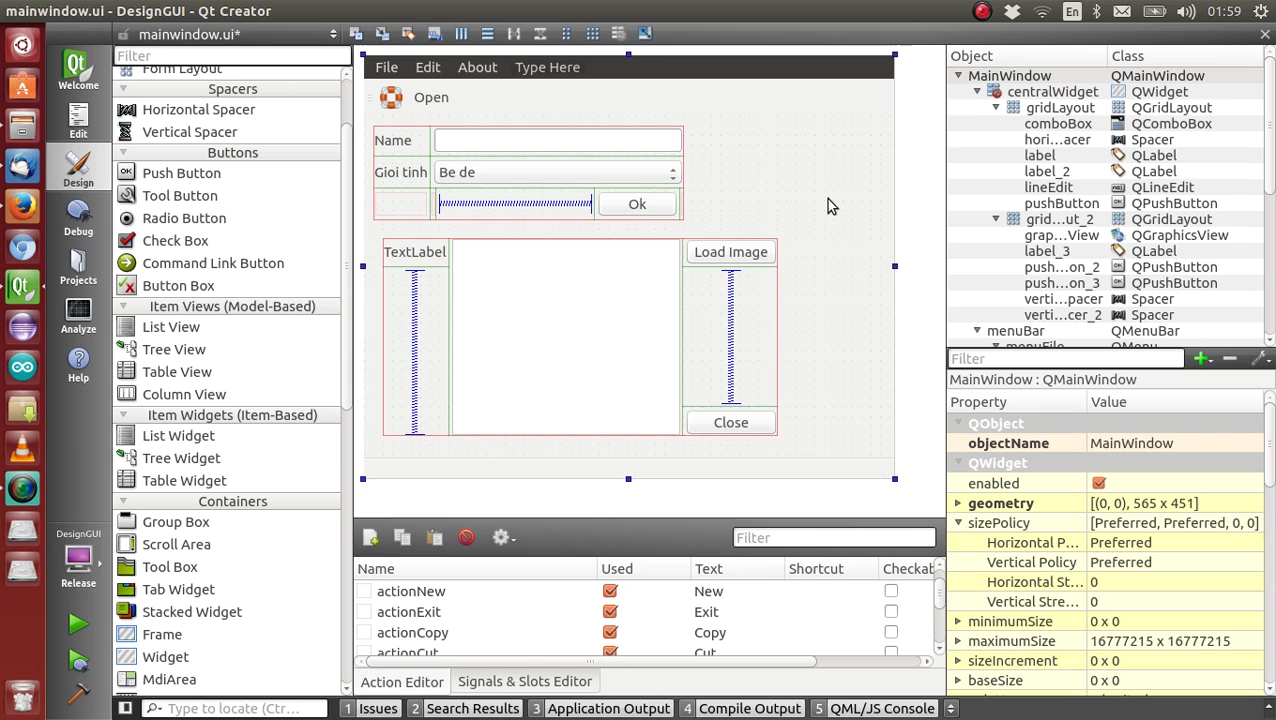 mainwindow.ui - DesignGUI - Qt Creator
En
01:59
mainwindow.ui*
Filter
Form Layout
Spacers
Horizontal Spacer
Vertical Spacer
Buttons
Push Button
Tool Button
Radio Button
Check Box
Command Link Button
Button Box
Item Views (Model-Based)
List View
Tree View
Table View
Column View
Item Widgets (Item-Based)
List Widget
Tree Widget
Table Widget
Containers
Group Box
Scroll Area
Tool Box
Tab Widget
Stacked Widget
Frame
Widget
MdiArea
Welcome
Edit
Design
Debug
Projects
Analyze
Help
DesignGUI
Release
File Edit About Type Here
Open
Name
Gioi tinh Be de
Ok
TextLabel Load Image
Close
Filter
Name Used Text Shortcut Checkat
actionNew New
actionExit Exit
actionCopy Copy
actionCut Cut
Action Editor Signals & Slots Editor
Object Class
MainWindow QMainWindow
centralWidget QWidget
gridLayout QGridLayout
comboBox QComboBox
hori...acer Spacer
label QLabel
label_2 QLabel
lineEdit QLineEdit
pushButton QPushButton
grid...ut_2 QGridLayout
grap...View QGraphicsView
label_3 QLabel
push...on_2 QPushButton
push...on_3 QPushButton
verti...pacer Spacer
verti...cer_2 Spacer
menuBar QMenuBar
menuFile QMenu
Filter
MainWindow : QMainWindow
Property Value
QObject
objectName MainWindow
QWidget
enabled
geometry [(0, 0), 565 x 451]
sizePolicy [Preferred, Preferred, 0, 0]
Horizontal P... Preferred
Vertical Policy Preferred
Horizontal St... 0
Vertical Stre... 0
minimumSize 0 x 0
maximumSize 16777215 x 16777215
sizeIncrement 0 x 0
baseSize 0 x 0
Type to locate (Ctr...
1 Issues 2 Search Results 3 Application Output 4 Compile Output 5 QML/JS Console